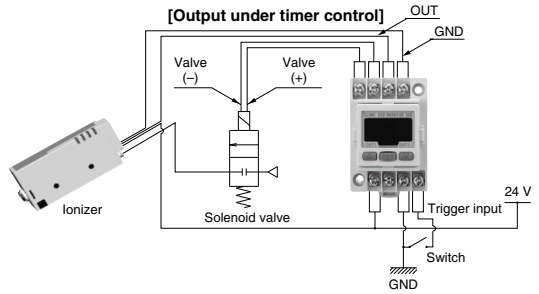 [Output under timer control]
OUT
GND
Valve
(–)
Valve
(+)
Ionizer
Solenoid valve
24 V
Trigger input
Switch
GND